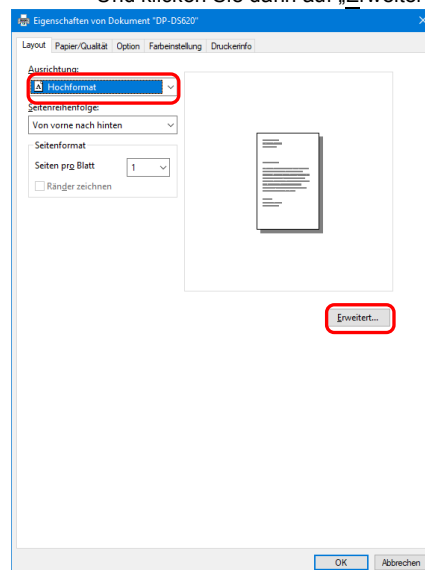 Und klicken Sie dann auf „Erweiter
Eigenschaften von Dokument "DP-DS620"
Layout Papier/Qualität Option Farbeinstellung Druckerinfo
Ausrichtung:
Hochformat
Seitenreihenfolge:
Von vorne nach hinten
Seitenformat
Seiten pro Blatt 1
Ränder zeichnen
Erweitert...
OK Abbrechen